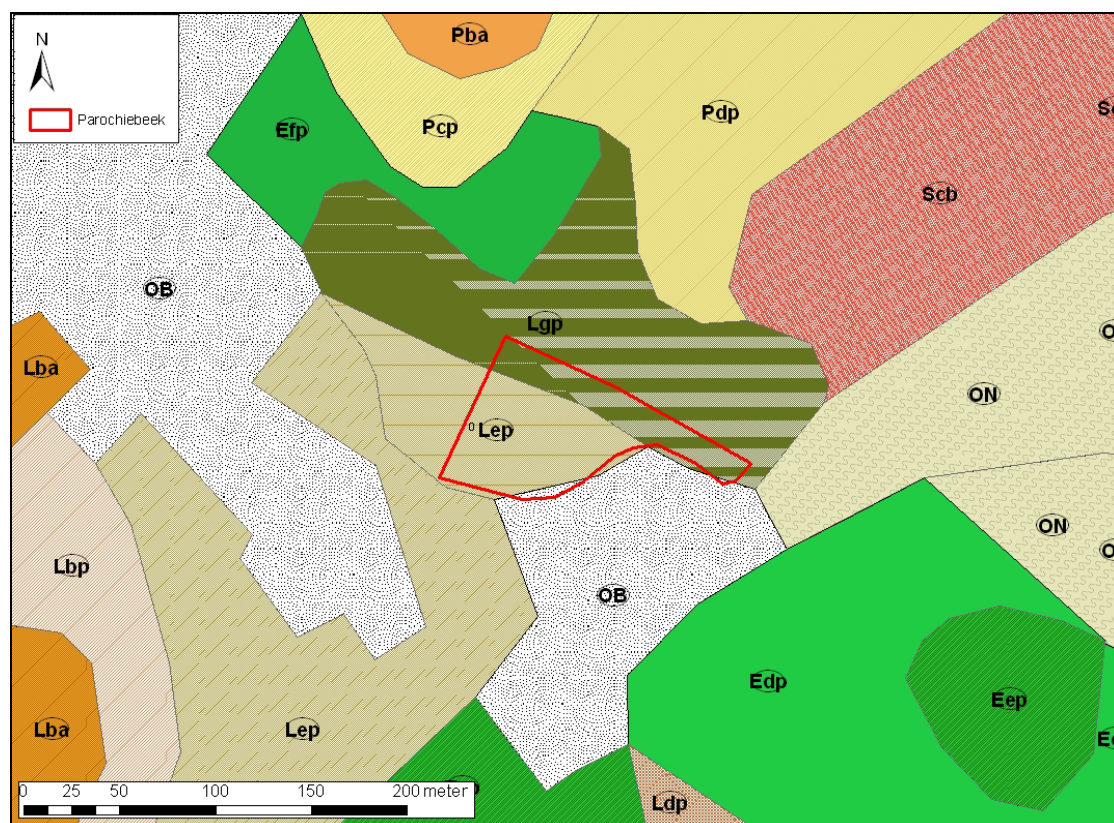 N
Parochiebeek
Pba
Efp
Pcp
Pdp
Scb
OB
Lgp
Lba
ON
0
Lep
ON
Lbp
OB
Edp
Eep
Lba
Lep
Ldp
0 25 50 100 150 200 meter